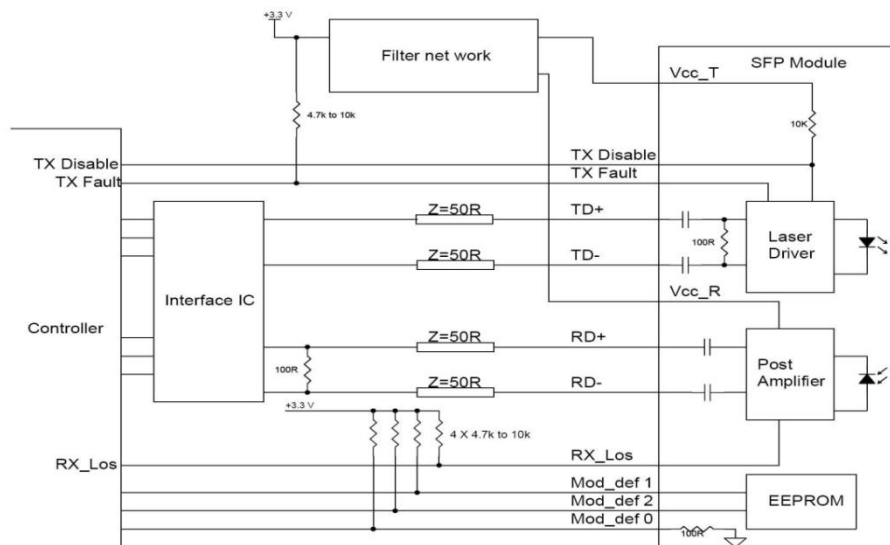 +3.3 V
Filter net work
SFP Module
Vcc_T
4.7k to 10k
10K
TX Disable
TX Disable
TX Fault
TX Fault
Z=50R
TD+
100R
Laser
Driver
Z=50R
TD-
Interface IC
Vcc_R
Controller
Z=50R
RD+
100R
Post
Amplifier
Z=50R
RD-
+3.3 V
4 X 4.7k to 10k
RX_Los
RX_Los
Mod_def 1
Mod_def 2
EEPROM
Mod_def 0
100R